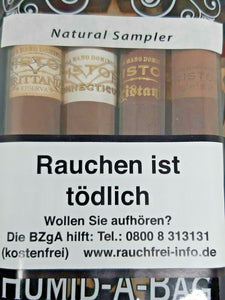 Natural Sampler
CONNECTICUT
Rauchen ist
tödlich
Wollen Sie aufhören?
Die BZgA hilft: Tel.: 0800 8 313131
(kostenfrei) www.rauchfrei-info.de
HUMID-A-BAG